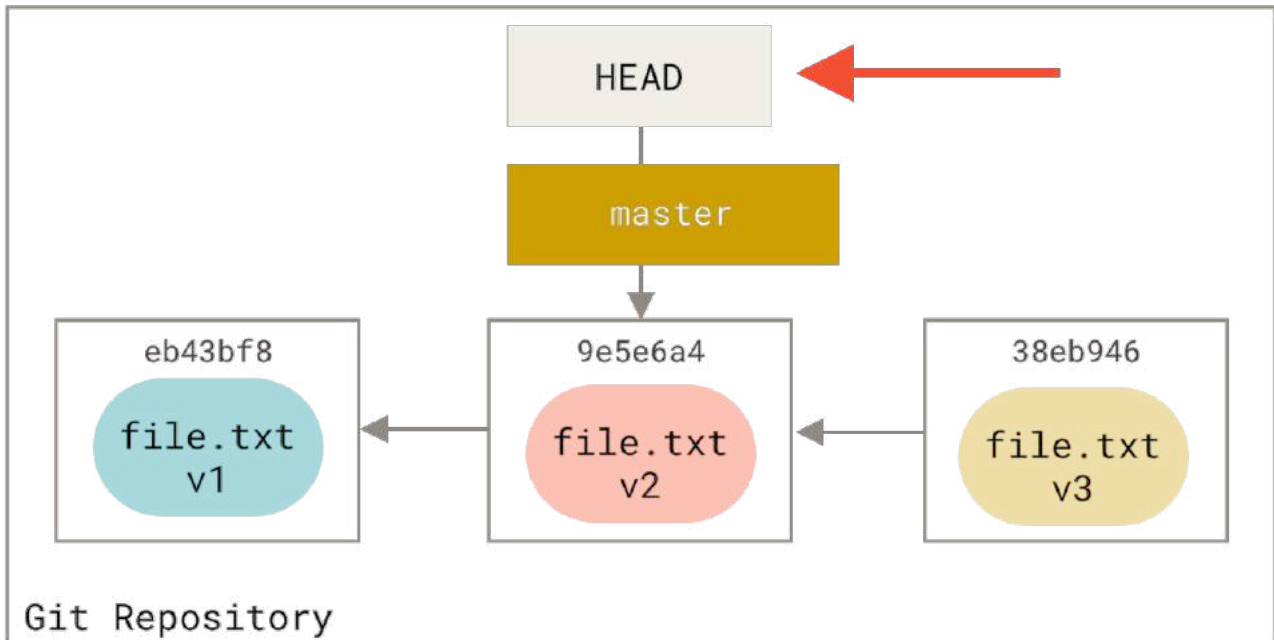 HEAD
master
eb43bf8
file.txt
v1
9e5e6a4
file.txt
v2
38eb946
file.txt
v3
Git Repository